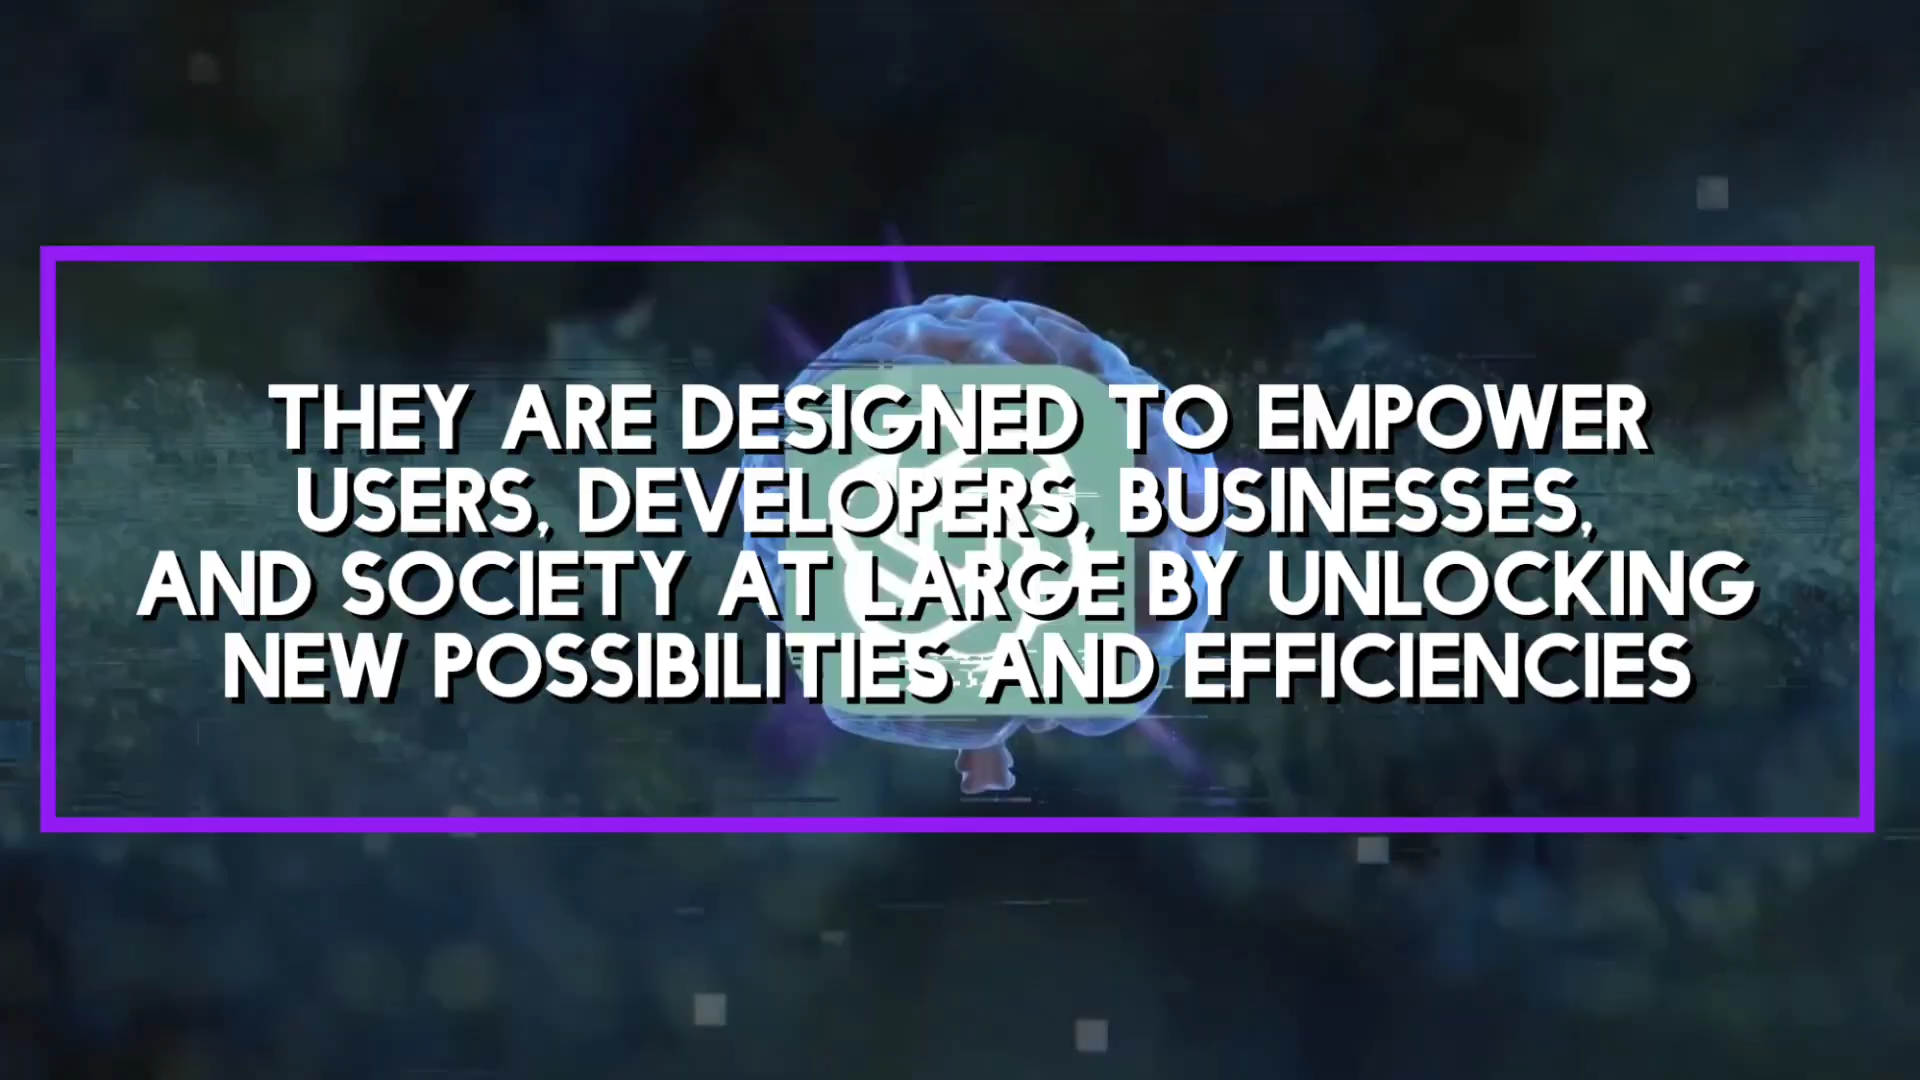 THEY ARE DESIGNED TO EMPOWER
USERS, DEVELOPERS, BUSINESSES,
AND SOCIETY AT LARGE BY UNLOCKING
NEW POSSIBILITIES AND EFFICIENCIES